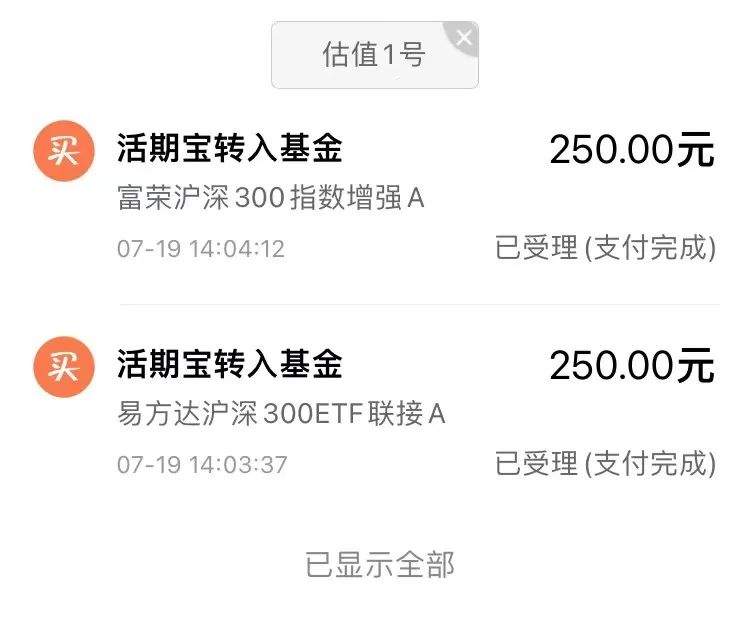 估值1号
买
活期宝转入基金
250.00元
富荣沪深300指数增强A
07-19 14:04:12
已受理(支付完成)
买
活期宝转入基金
250.00元
易方达沪深300ETF联接A
07-19 14:03:37
已受理(支付完成)
已显示全部